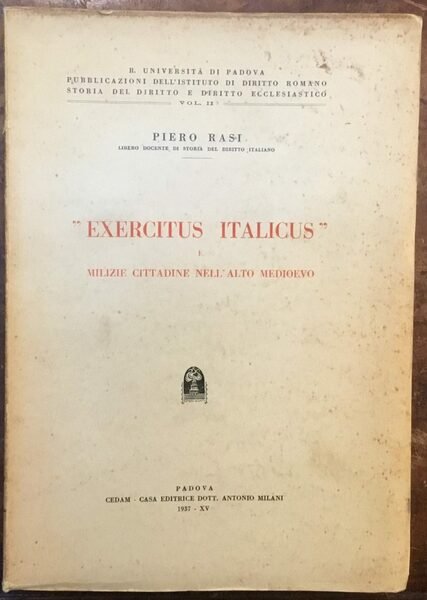 R. UNIVERSITÀ DI PADOVA
PUBBLICAZIONI DELL'ISTITUTO DI DIRITTO ROMANO
STORIA DEL DIRITTO E DIRITTO ECCLESIASTICO
VOL. II
PIERO RASI
LIBERO DOCENTE DI STORIA DEL DIRITTO ITALIANO
"EXERCITUS ITALICUS"
E
MILIZIE CITTADINE NELL'ALTO MEDIOEVO
PADOVA
CEDAM - CASA EDITRICE DOTT. ANTONIO MILANI
1937 - XV